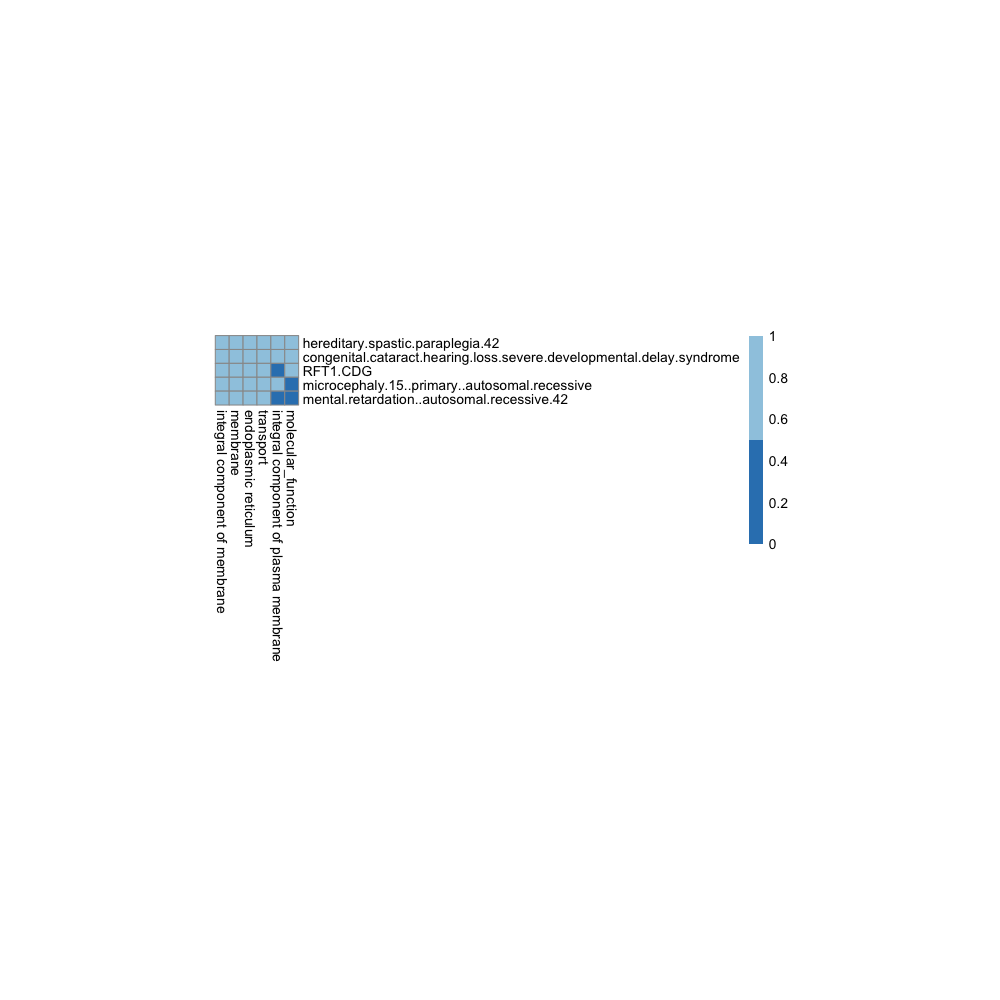 hereditary.spastic.paraplegia.42
congenital.cataract.hearing.loss.severe.developmental.delay.syndrome
RFT1.CDG
microcephaly.15..primary..autosomal.recessive
mental.retardation..autosomal.recessive.42
integral component of membrane
membrane
endoplasmic reticulum
transport
integral component of plasma membrane
molecular_function
1
0.8
0.6
0.4
0.2
0